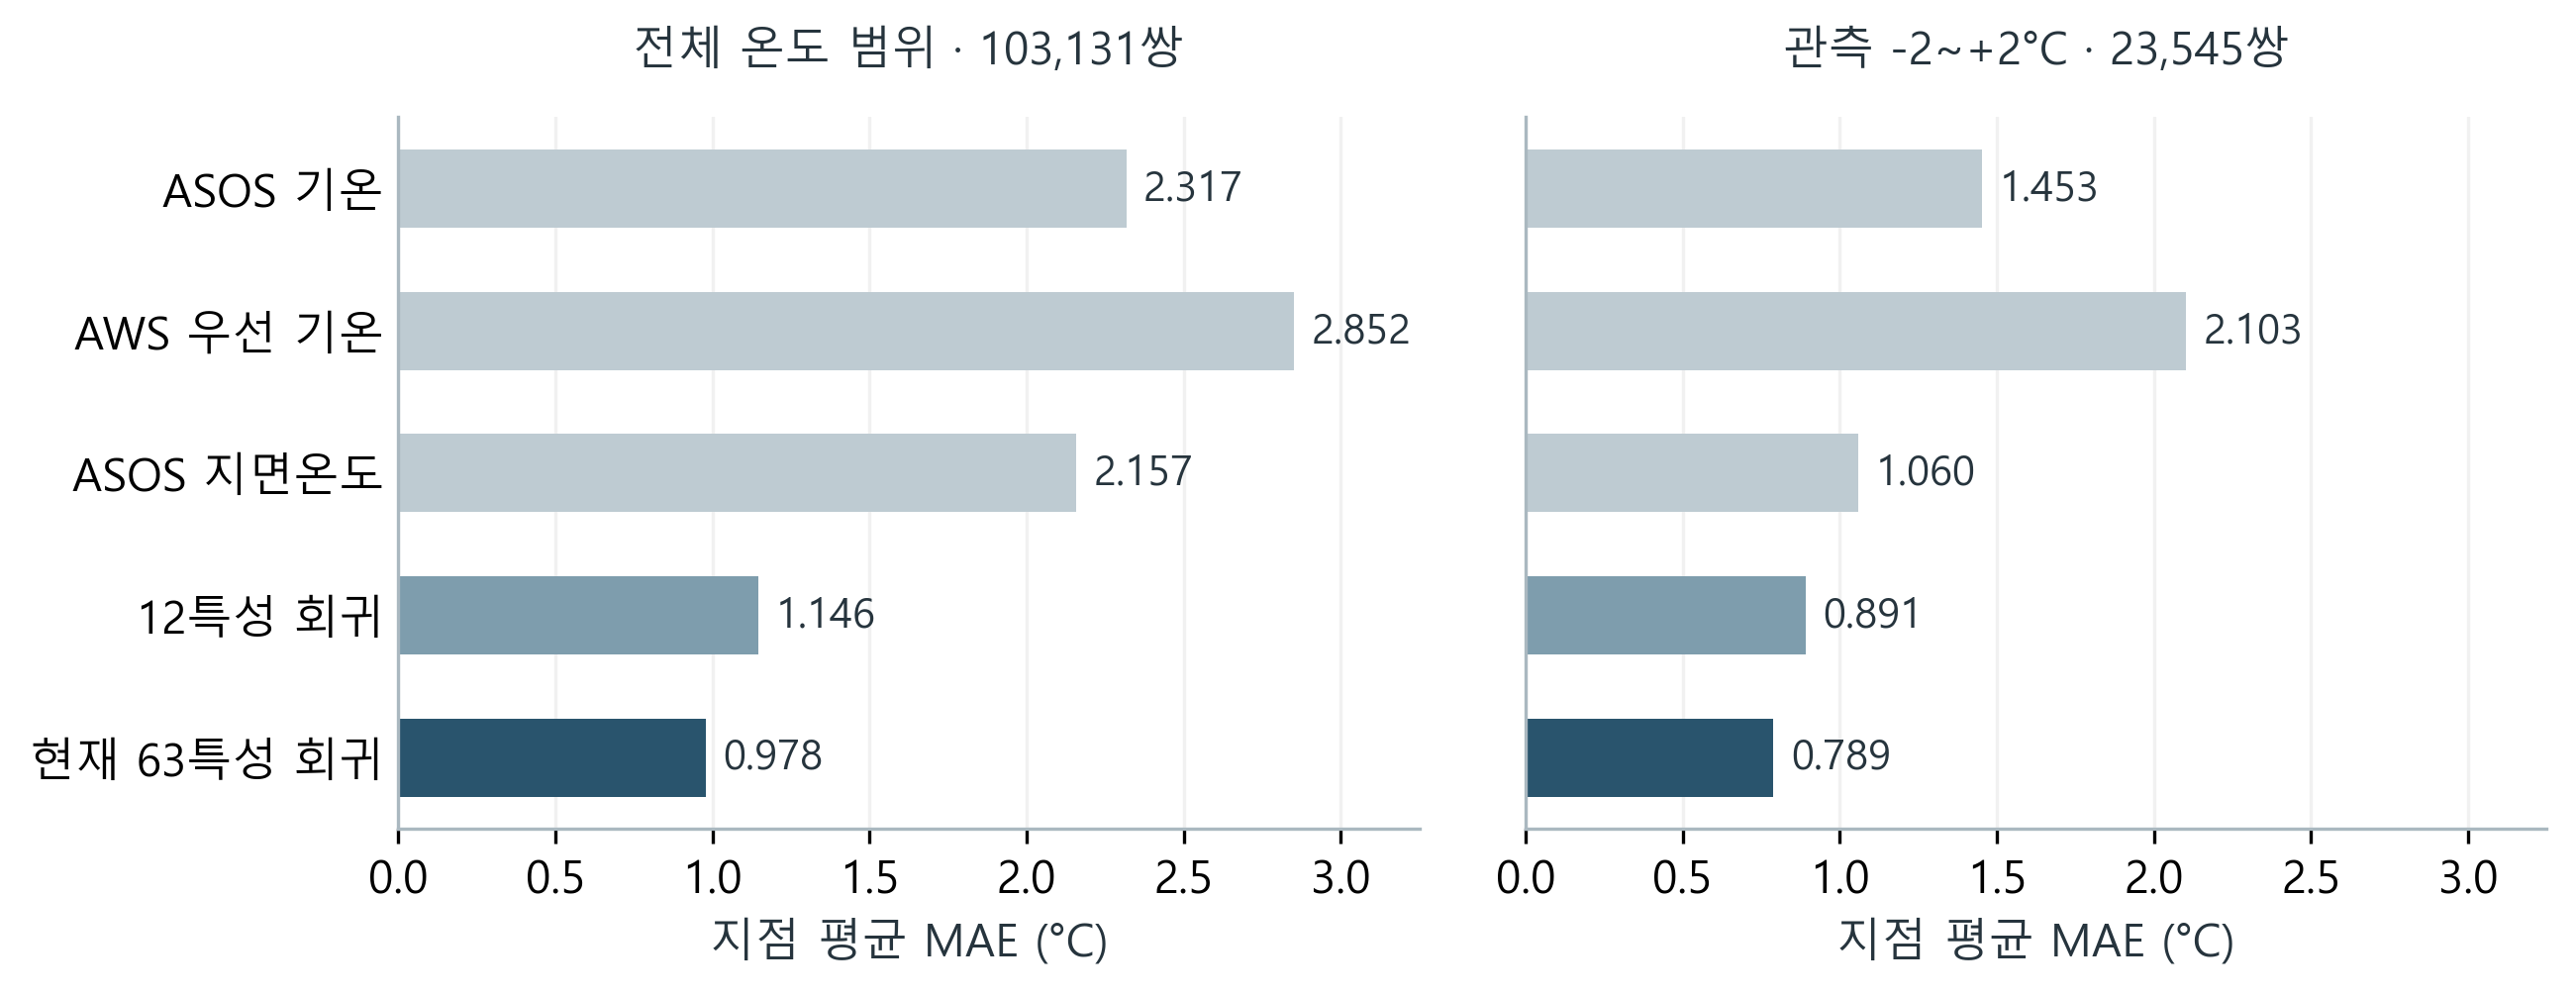 전체 온도 범위 · 103,131쌍
ASOS 기온
2.317
AWS 우선 기온
2.852
ASOS 지면온도
2.157
12특성 회귀
1.146
현재 63특성 회귀
0.978
0.0 0.5 1.0 1.5 2.0 2.5 3.0
지점 평균 MAE (°C)
관측 -2~+2°C · 23,545쌍
1.453
2.103
1.060
0.891
0.789
0.0 0.5 1.0 1.5 2.0 2.5 3.0
지점 평균 MAE (°C)